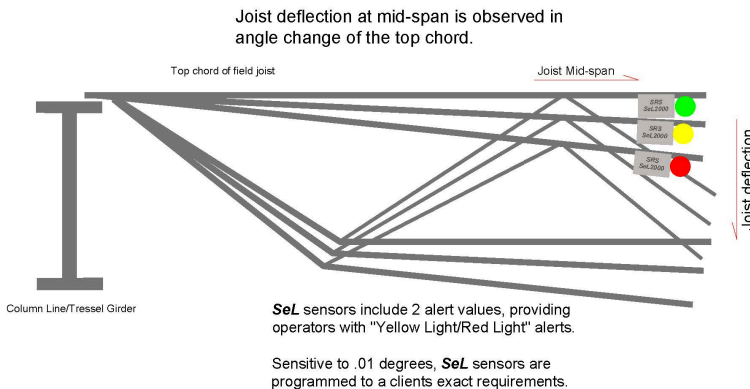 Joist deflection at mid-span is observed in
angle change of the top chord.
Top chord of field joist
Joist Mid-span
SRS
SeL2000
SRS
SeL2000
SRS
SeL2000
Joist deflection
Column Line/Tressel Girder
SeL sensors include 2 alert values, providing
operators with "Yellow Light/Red Light" alerts.
Sensitive to .01 degrees, SeL sensors are
programmed to a clients exact requirements.